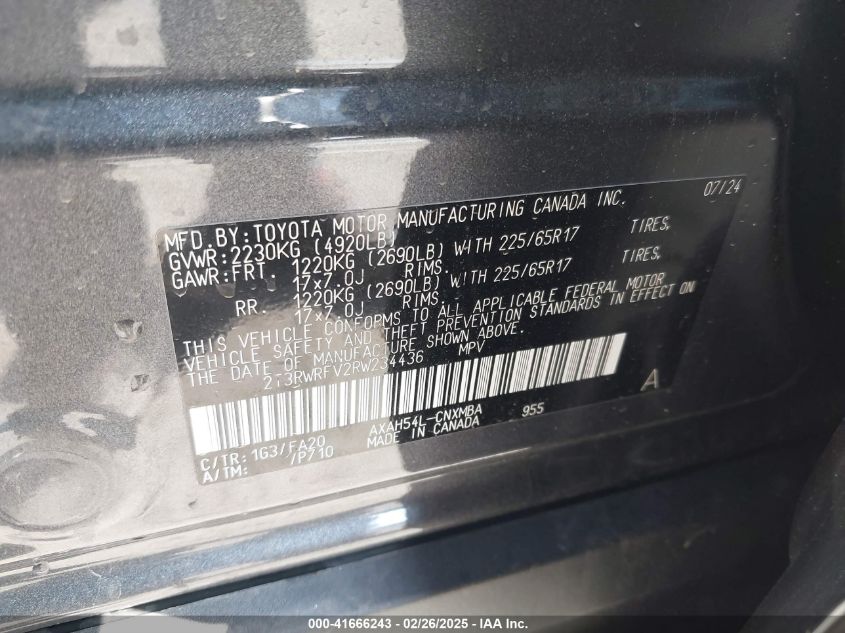 MFD. BY: TOYOTA MOTOR MANUFACTURING CANADA INC. 07/24
GVWR: 2230KG (4920LB)
GAWR: FRT. 1220KG (2690LB) WITH 225/65R17 TIRES,
17x7.0J RIMS,
RR. 1220KG (2690LB) WITH 225/65R17 TIRES,
17x7.0J RIMS,
THIS VEHICLE CONFORMS TO ALL APPLICABLE FEDERAL MOTOR
VEHICLE SAFETY AND THEFT PREVENTION STANDARDS IN EFFECT ON
THE DATE OF MANUFACTURE SHOWN ABOVE.
2T3RWRFV2RW234436 MPV
A
C/TR: 1G3/FA20 AXAH54L-CNXMBA 955
A/TM: /P710 MADE IN CANADA
000-41666243 - 02/26/2025 - IAA Inc.